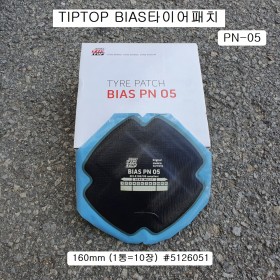 TIPTOP BIAS타이어패치
PN-05
TYRE PATCH
BIAS PN 05
BIAS PN 05
160mm (1통=10장) #5126051